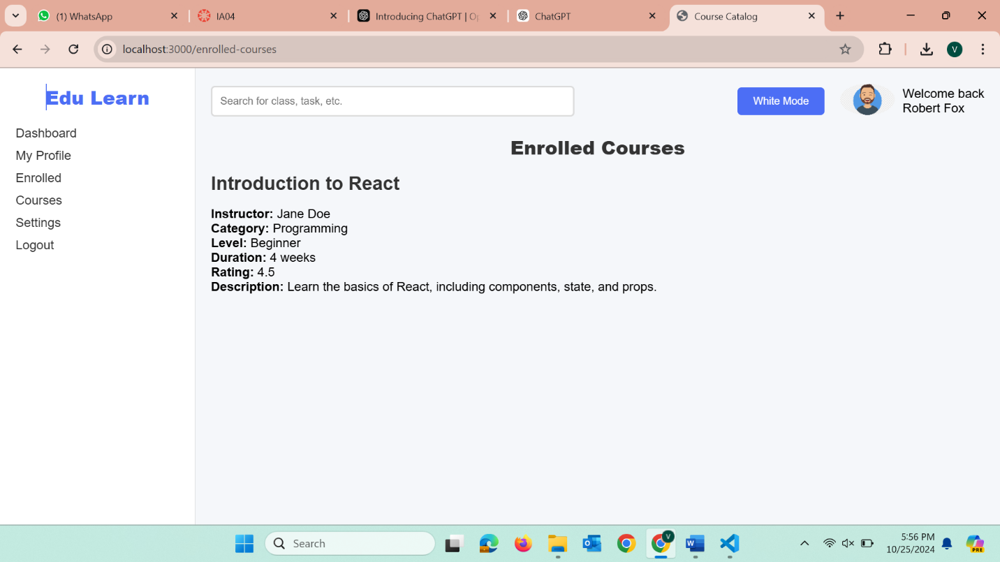 (1) WhatsApp
IA04
Introducing ChatGPT | Op
ChatGPT
Course Catalog
localhost:3000/enrolled-courses
V
Edu Learn
Dashboard
My Profile
Enrolled
Courses
Settings
Logout
Search for class, task, etc.
White Mode
Welcome back
Robert Fox
Enrolled Courses
Introduction to React
Instructor: Jane Doe
Category: Programming
Level: Beginner
Duration: 4 weeks
Rating: 4.5
Description: Learn the basics of React, including components, state, and props.
Search
V
5:56 PM
10/25/2024
PRE